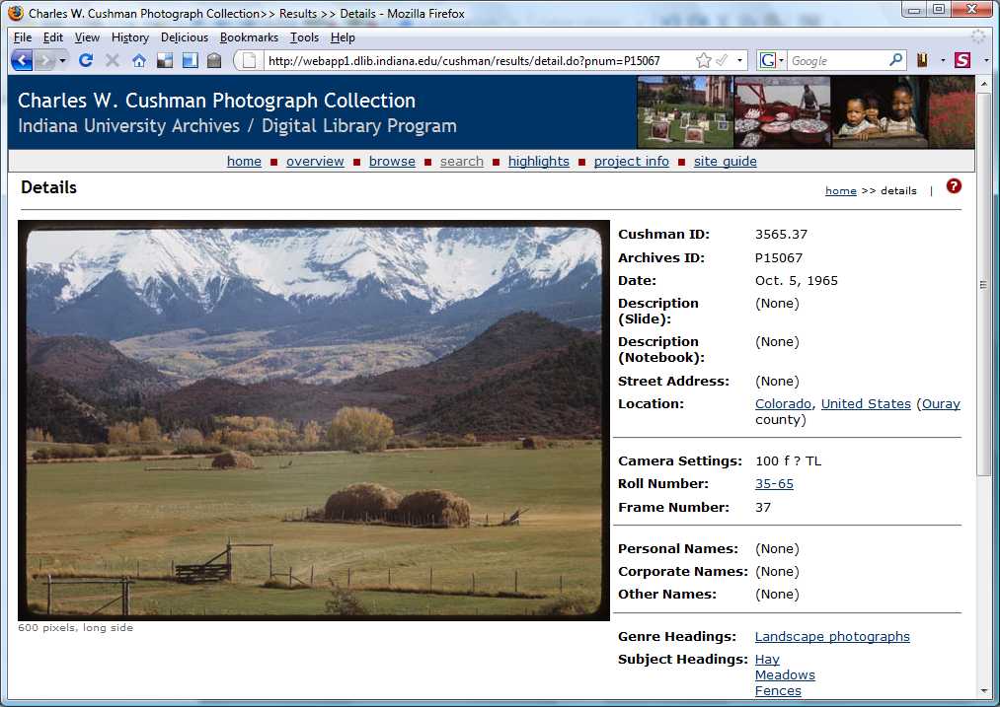 Charles W. Cushman Photograph Collection>> Results >> Details - Mozilla Firefox
File Edit View History Delicious Bookmarks Tools Help
http://webapp1.dlib.indiana.edu/cushman/results/detail.do?pnum=P15067
G Google S
Charles W. Cushman Photograph Collection
Indiana University Archives / Digital Library Program
home overview browse search highlights project info site guide
Details
home >> details | ?
Cushman ID: 3565.37
Archives ID: P15067
Date: Oct. 5, 1965
Description (None)
(Slide):
Description (None)
(Notebook):
Street Address: (None)
Location: Colorado, United States (Ouray
county)
Camera Settings: 100 f ? TL
Roll Number: 35-65
Frame Number: 37
Personal Names: (None)
Corporate Names: (None)
Other Names: (None)
600 pixels, long side
Genre Headings: Landscape photographs
Subject Headings: Hay
Meadows
Fences